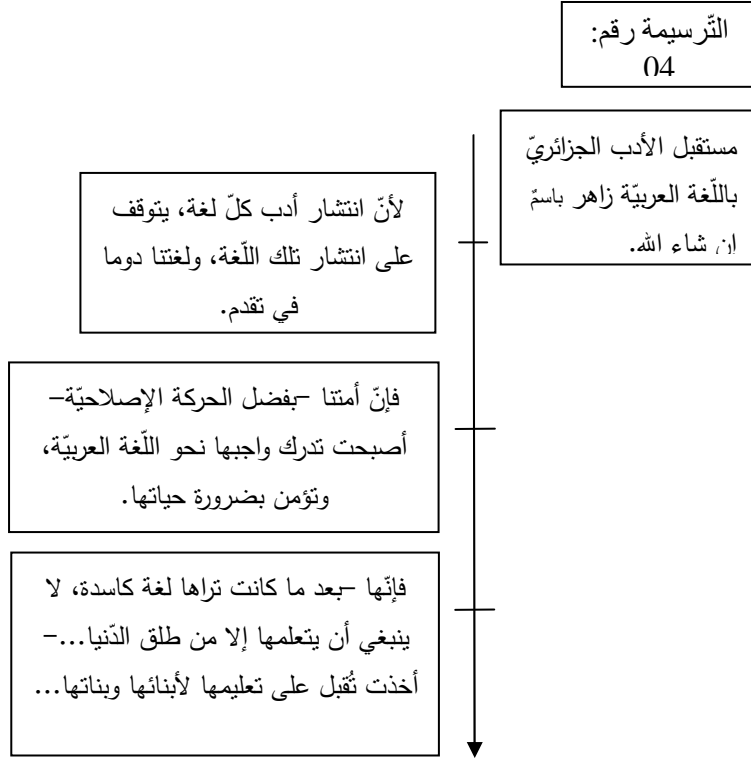 التّرسيمة رقم:
04
مستقبل الأدب الجزائريّ
باللّغة العربيّة زاهر باسمٌ
إن شاء الله.
لأنّ انتشار أدب كلّ لغة، يتوقف
على انتشار تلك اللّغة، ولغتنا دوما
في تقدم.
فإنّ أمتنا –بفضل الحركة الإصلاحيّة–
أصبحت تدرك واجبها نحو اللّغة العربيّة،
وتؤمن بضرورة حياتها.
فإنّها –بعد ما كانت تراها لغة كاسدة، لا
ينبغي أن يتعلمها إلا من طلق الدّنيا...–
أخذت تُقبل على تعليمها لأبنائها وبناتها...